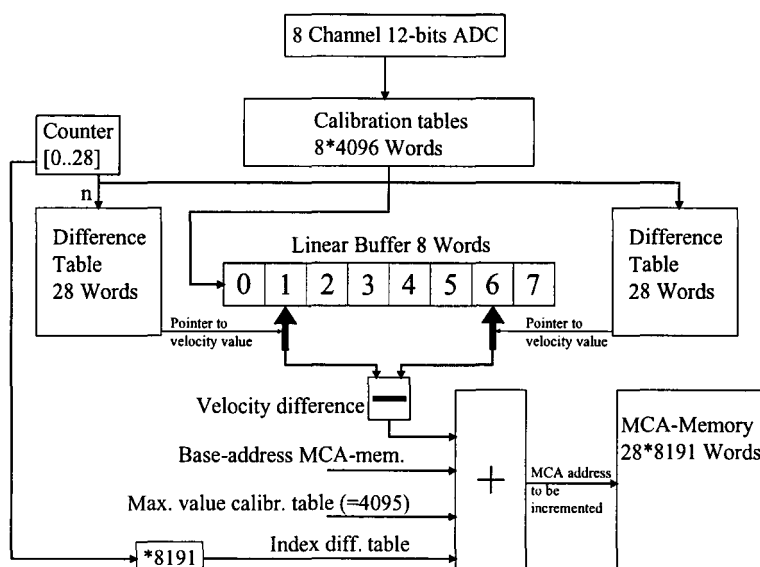 8 Channel 12-bits ADC
Calibration tables
8*4096 Words
Counter
[0..28]
n
Difference
Table
28 Words
Linear Buffer 8 Words
0 1 2 3 4 5 6 7
Difference
Table
28 Words
Pointer to
velocity value
Pointer to
velocity value
Velocity difference
Base-address MCA-mem.
Max. value calibr. table (=4095)
*8191
Index diff. table
+
MCA address
to be
incremented
MCA-Memory
28*8191 Words